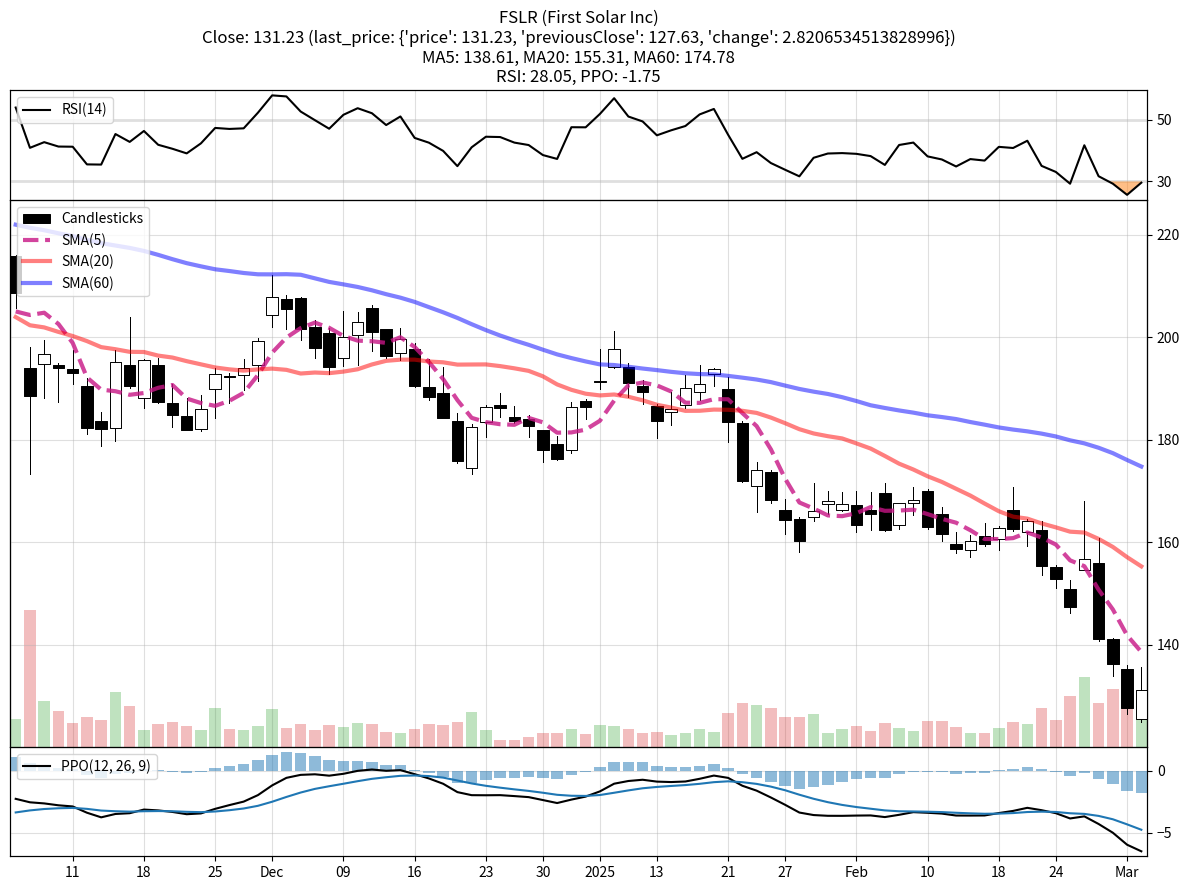 FSLR (First Solar Inc)
Close: 131.23 (last_price: {'price': 131.23, 'previousClose': 127.63, 'change': 2.8206534513828996})
MA5: 138.61, MA20: 155.31, MA60: 174.78
RSI: 28.05, PPO: -1.75
RSI(14)
50
30
Candlesticks
SMA(5)
SMA(20)
SMA(60)
220
200
180
160
140
PPO(12, 26, 9)
0
−5
11 18 25 Dec 09 16 23 30 2025 13 21 27 Feb 10 18 24 Mar